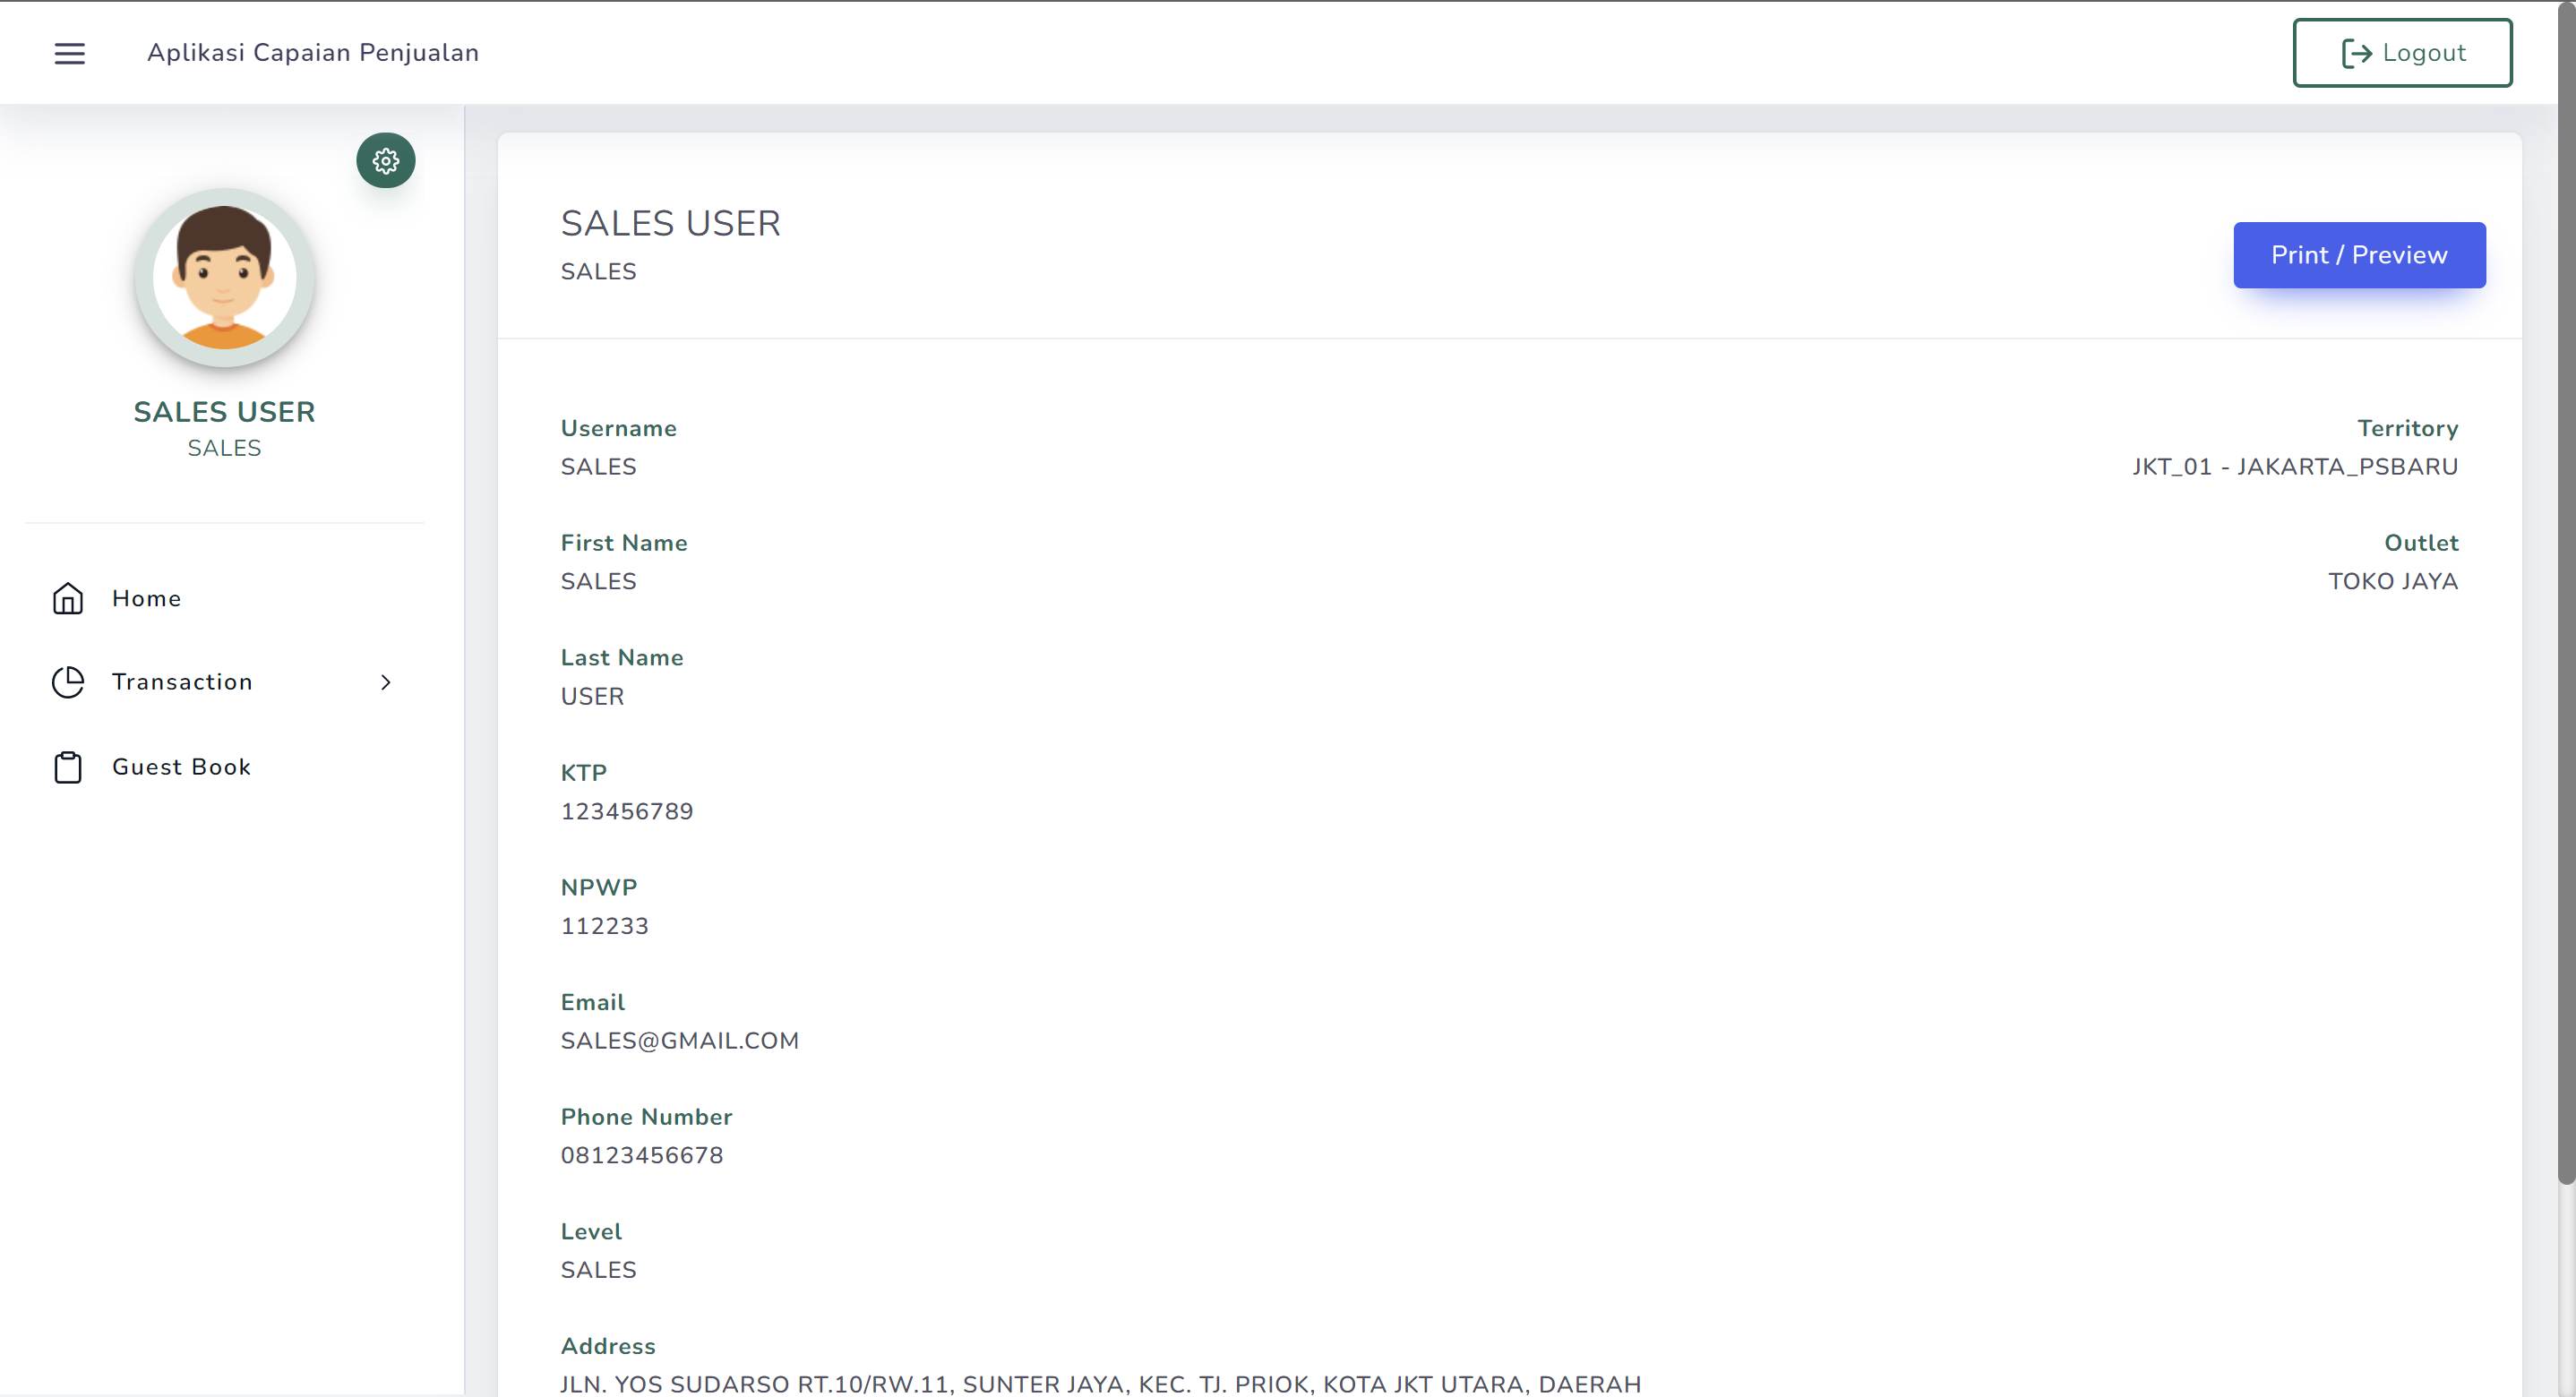 Aplikasi Capaian Penjualan
Logout
SALES USER
SALES
Home
Transaction
Guest Book
SALES USER
SALES
Print / Preview
Username
SALES
Territory
JKT_01 - JAKARTA_PSBARU
First Name
SALES
Outlet
TOKO JAYA
Last Name
USER
KTP
123456789
NPWP
112233
Email
SALES@GMAIL.COM
Phone Number
08123456678
Level
SALES
Address
JLN. YOS SUDARSO RT.10/RW.11, SUNTER JAYA, KEC. TJ. PRIOK, KOTA JKT UTARA, DAERAH